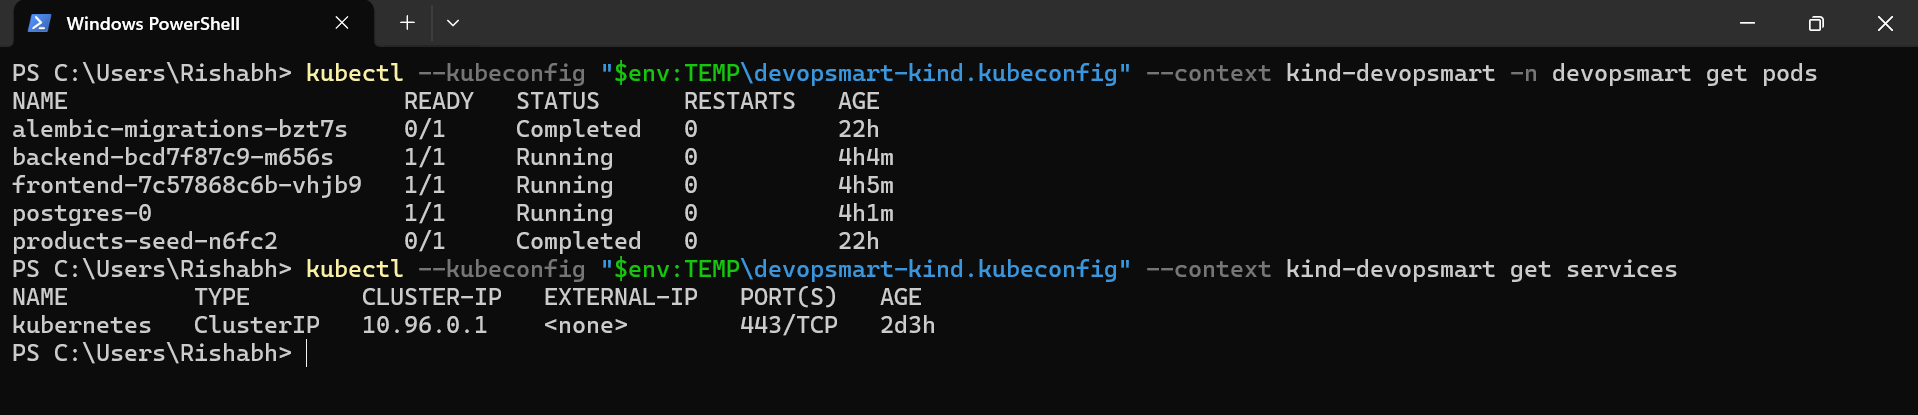 Windows PowerShell
PS C:\Users\Rishabh> kubectl --kubeconfig "$env:TEMP\devopsmart-kind.kubeconfig" --context kind-devopsmart -n devopsmart get pods
NAME                        READY   STATUS      RESTARTS   AGE
alembic-migrations-bzt7s    0/1     Completed   0          22h
backend-bcd7f87c9-m656s     1/1     Running     0          4h4m
frontend-7c57868c6b-vhjb9   1/1     Running     0          4h5m
postgres-0                  1/1     Running     0          4h1m
products-seed-n6fc2         0/1     Completed   0          22h
PS C:\Users\Rishabh> kubectl --kubeconfig "$env:TEMP\devopsmart-kind.kubeconfig" --context kind-devopsmart get services
NAME         TYPE        CLUSTER-IP   EXTERNAL-IP   PORT(S)   AGE
kubernetes   ClusterIP   10.96.0.1    <none>        443/TCP   2d3h
PS C:\Users\Rishabh>